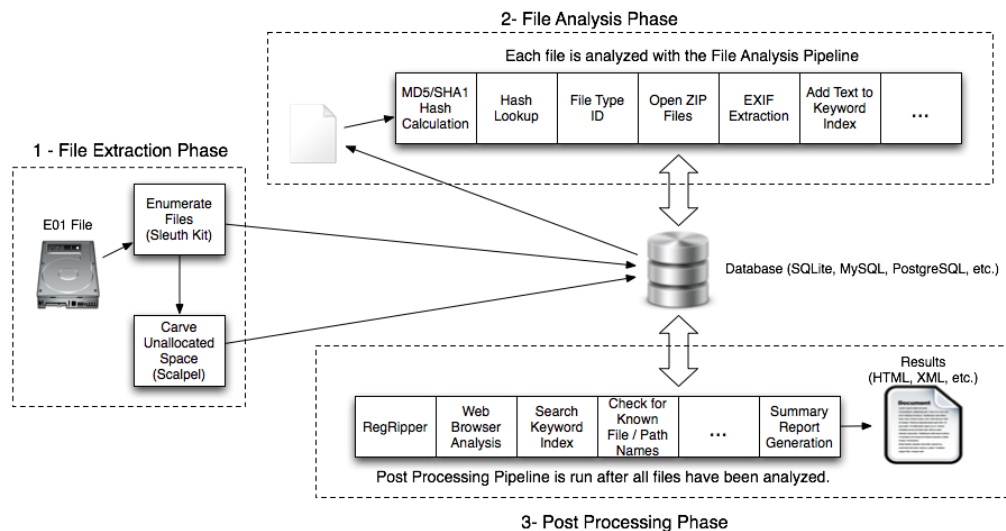 2- File Analysis Phase
Each file is analyzed with the File Analysis Pipeline
MD5/SHA1
Hash
Calculation
Hash
Lookup
File Type
ID
Open ZIP
Files
EXIF
Extraction
Add Text to
Keyword
Index
...
1 - File Extraction Phase
E01 File
Enumerate
Files
(Sleuth Kit)
Carve
Unallocated
Space
(Scalpel)
Database (SQLite, MySQL, PostgreSQL, etc.)
RegRipper
Web
Browser
Analysis
Search
Keyword
Index
Check for
Known
File / Path
Names
...
Summary
Report
Generation
Results
(HTML, XML, etc.)
Document
Post Processing Pipeline is run after all files have been analyzed.
3- Post Processing Phase